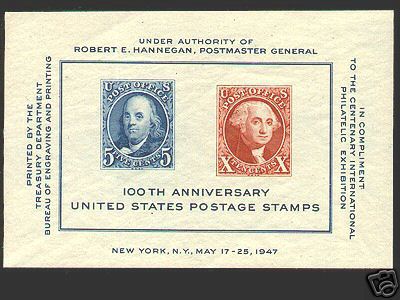 UNDER AUTHORITY OF
ROBERT E. HANNEGAN, POSTMASTER GENERAL
PRINTED BY THE
TREASURY DEPARTMENT
BUREAU OF ENGRAVING AND PRINTING
U S
POST OFFICE
5 FIVE CENTS 5
U S
POST OFFICE
X TEN CENTS X
IN COMPLIMENT
TO THE CENTENARY INTERNATIONAL
PHILATELIC EXHIBITION
100TH ANNIVERSARY
UNITED STATES POSTAGE STAMPS
NEW YORK, N.Y., MAY 17-25, 1947